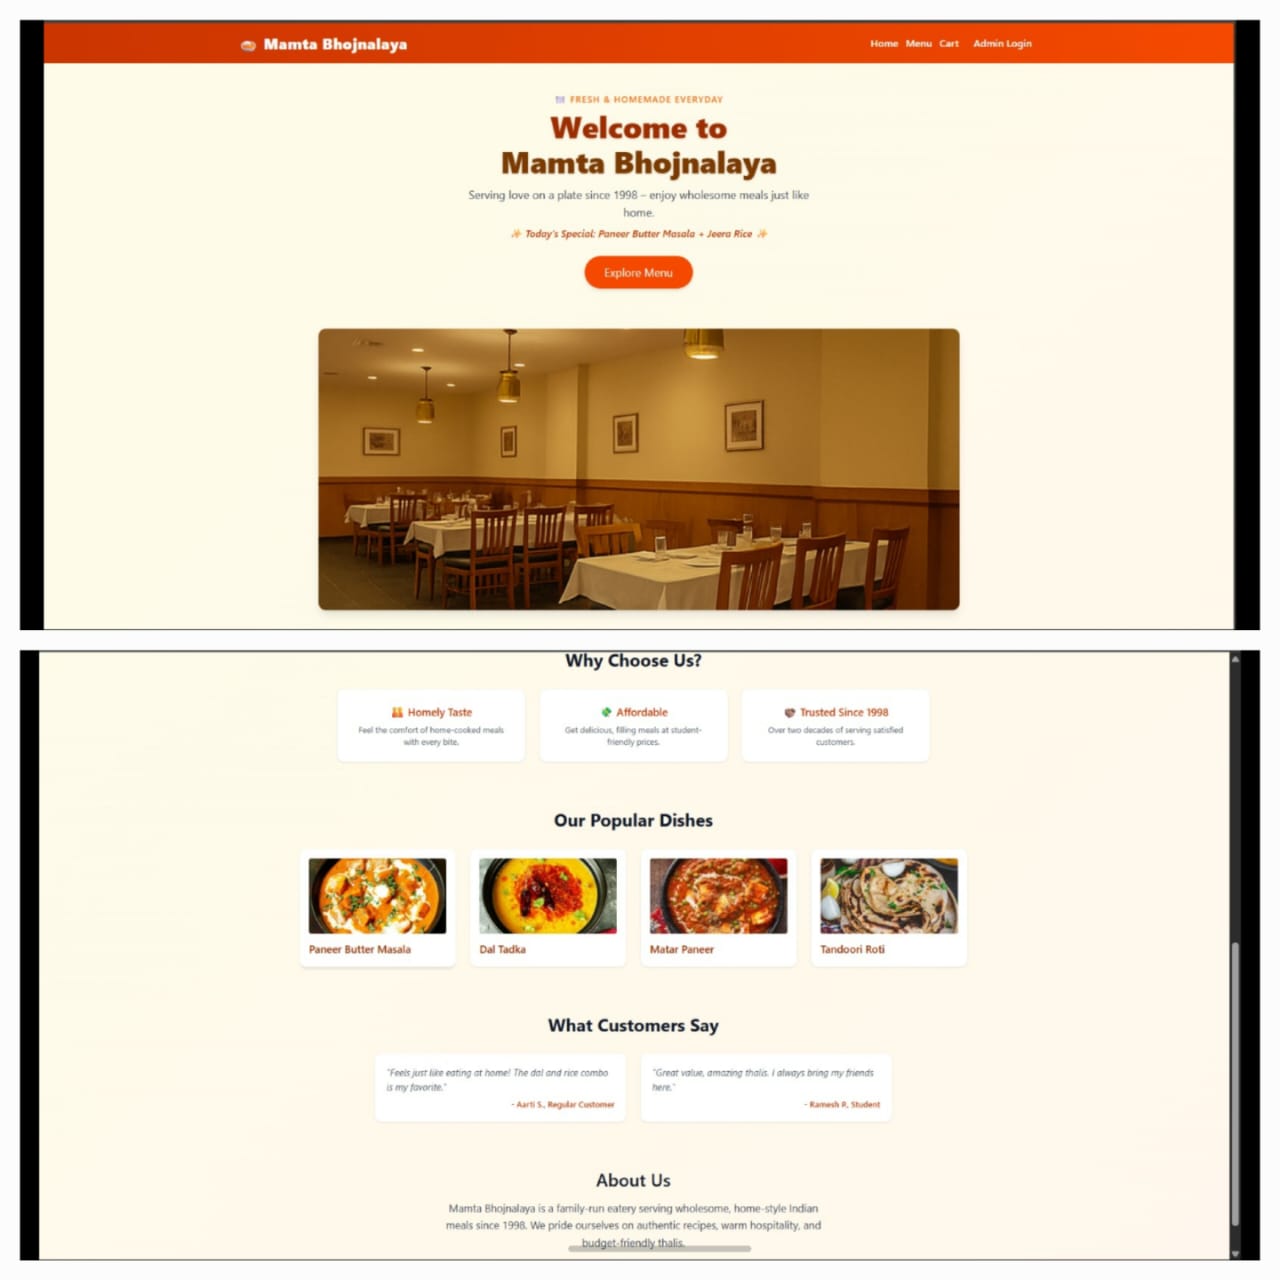 Mamta Bhojnalaya
Home Menu Cart Admin Login
FRESH & HOMEMADE EVERYDAY
Welcome to
Mamta Bhojnalaya
Serving love on a plate since 1998 – enjoy wholesome meals just like
home.
Today's Special: Paneer Butter Masala + Jeera Rice
Explore Menu
Why Choose Us?
Homely Taste
Feel the comfort of home-cooked meals
with every bite.
Affordable
Get delicious, filling meals at student-
friendly prices.
Trusted Since 1998
Over two decades of serving satisfied
customers.
Our Popular Dishes
Paneer Butter Masala
Dal Tadka
Matar Paneer
Tandoori Roti
What Customers Say
"Feels just like eating at home! The dal and rice combo
is my favorite."
- Aarti S., Regular Customer
"Great value, amazing thalis. I always bring my friends
here."
- Ramesh P., Student
About Us
Mamta Bhojnalaya is a family-run eatery serving wholesome, home-style Indian
meals since 1998. We pride ourselves on authentic recipes, warm hospitality, and
budget-friendly thalis.